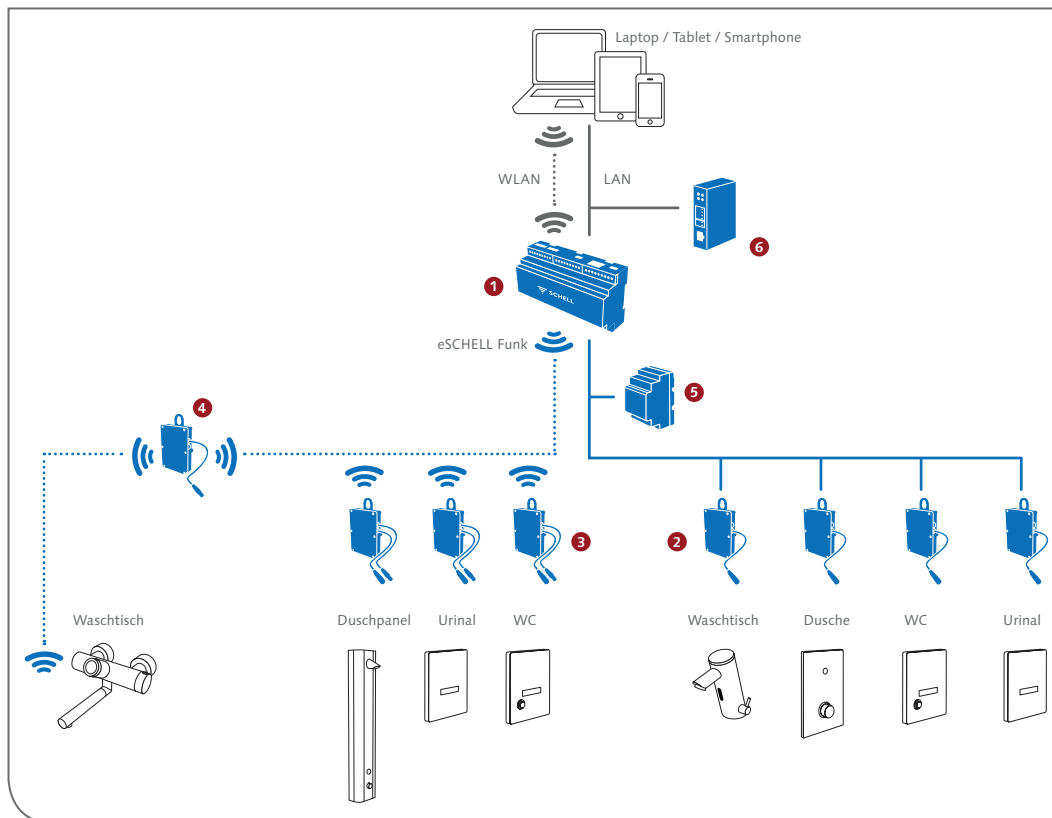 Laptop / Tablet / Smartphone
WLAN
LAN
6
1
SCHELL
eSCHELL Funk
5
4
3
2
Waschtisch
Duschpanel
Urinal
WC
Waschtisch
Dusche
WC
Urinal